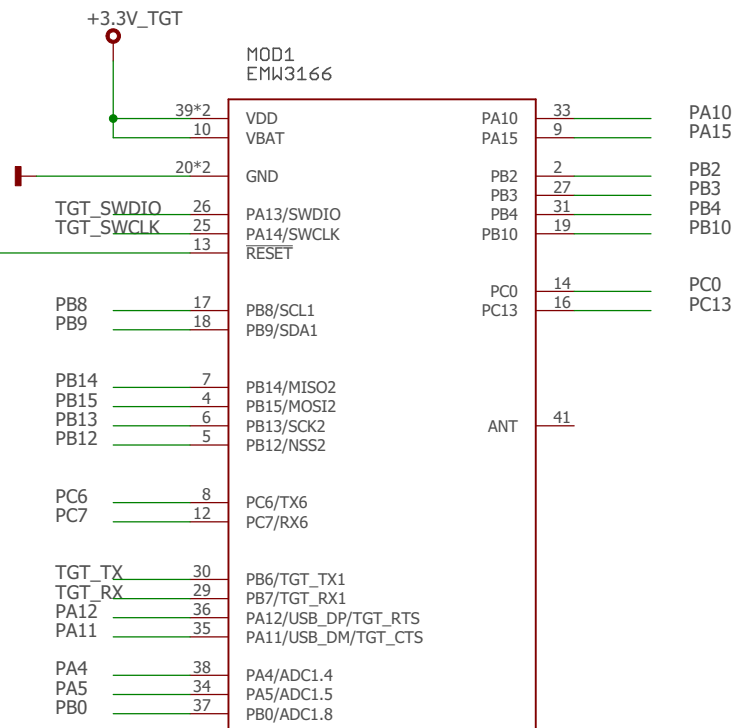 +3.3V_TGT
MOD1
EMW3166
39*2 VDD PA10 33 PA10
10 VBAT PA15 9 PA15
20*2 GND PB2 2 PB2
PB3 27 PB3
TGT_SWDIO 26 PA13/SWDIO PB4 31 PB4
TGT_SWCLK 25 PA14/SWCLK PB10 19 PB10
13 RESET
PC0 14 PC0
PB8 17 PB8/SCL1 PC13 16 PC13
PB9 18 PB9/SDA1
PB14 7 PB14/MISO2
PB15 4 PB15/MOSI2
PB13 6 PB13/SCK2 ANT 41
PB12 5 PB12/NSS2
PC6 8 PC6/TX6
PC7 12 PC7/RX6
TGT_TX 30 PB6/TGT_TX1
TGT_RX 29 PB7/TGT_RX1
PA12 36 PA12/USB_DP/TGT_RTS
PA11 35 PA11/USB_DM/TGT_CTS
PA4 38 PA4/ADC1.4
PA5 34 PA5/ADC1.5
PB0 37 PB0/ADC1.8